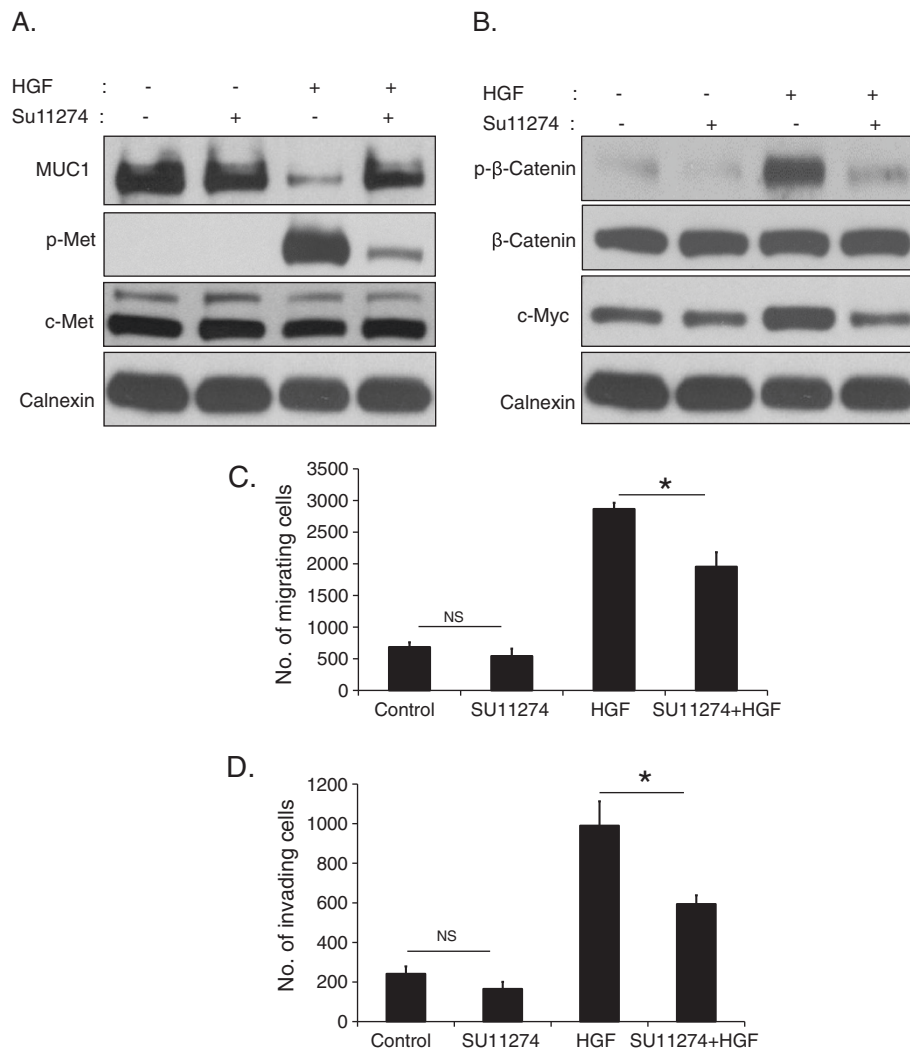 A.
HGF : - - + +
Su11274 : - + - +
MUC1
p-Met
c-Met
Calnexin
B.
HGF : - - + +
Su11274 : - + - +
p-β-Catenin
β-Catenin
c-Myc
Calnexin
C.
No. of migrating cells
3500
3000
2500
2000
1500
1000
500
0
NS
*
Control SU11274 HGF SU11274+HGF
D.
No. of invading cells
1200
1000
800
600
400
200
0
NS
*
Control SU11274 HGF SU11274+HGF